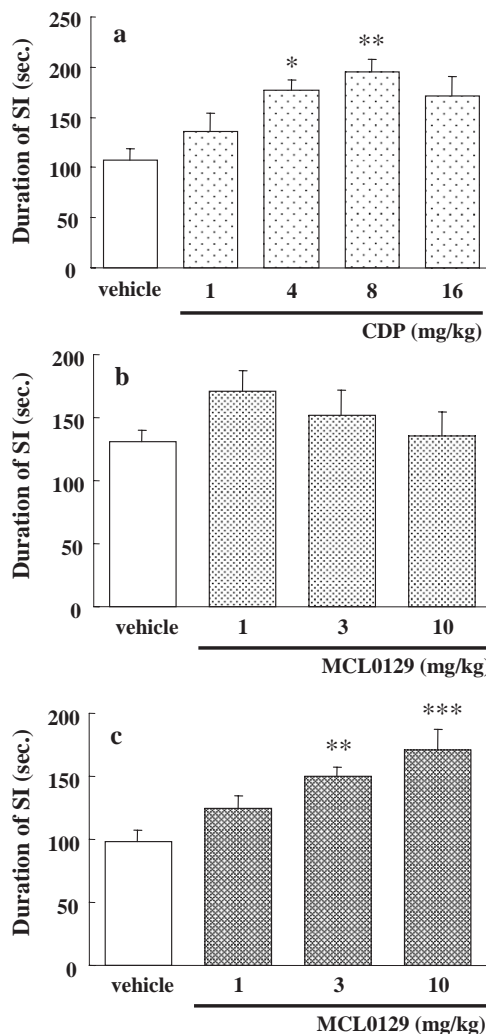 a
*
**
Duration of SI (sec.)
250
200
150
100
50
0
vehicle
1
4
8
16
CDP (mg/kg)
b
Duration of SI (sec.)
200
150
100
50
0
vehicle
1
3
10
MCL0129 (mg/kg)
c
**
***
Duration of SI (sec.)
200
150
100
50
0
vehicle
1
3
10
MCL0129 (mg/kg)